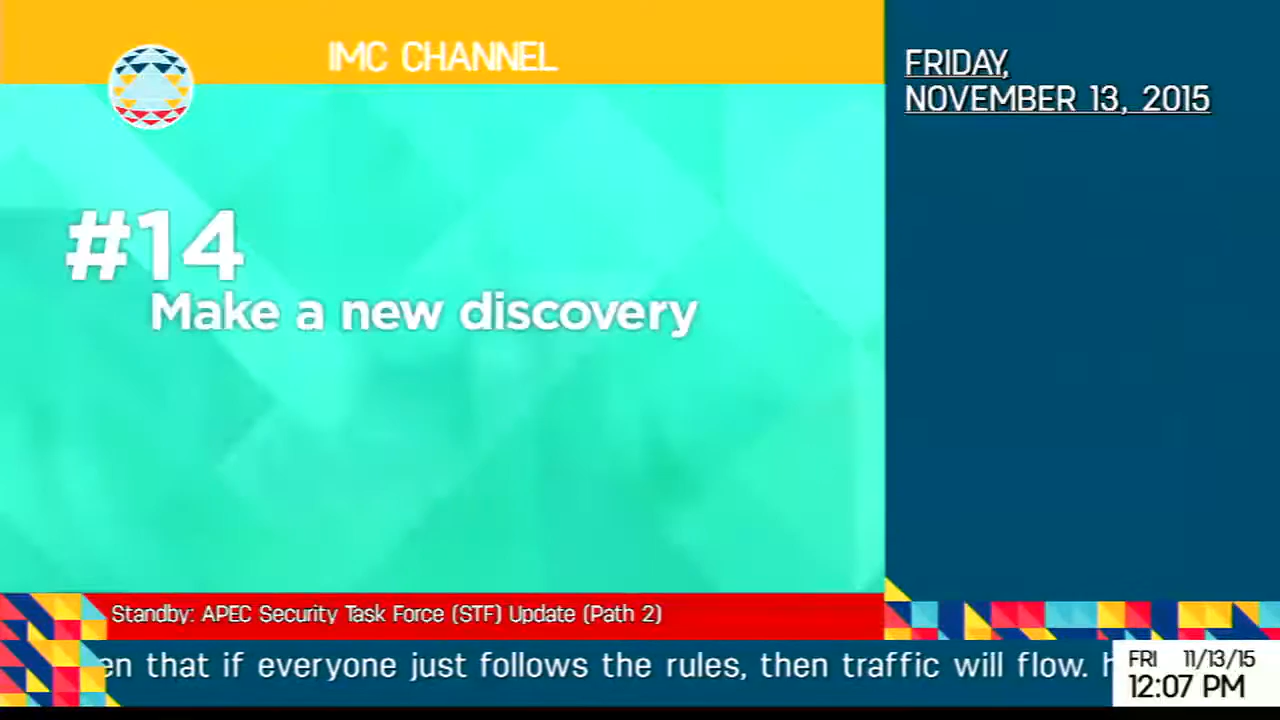 IMC CHANNEL
FRIDAY,
NOVEMBER 13, 2015
#14
Make a new discovery
Standby: APEC Security Task Force (STF) Update (Path 2)
that if everyone just follows the rules, then traffic will flow.
FRI 11/13/15
12:07 PM